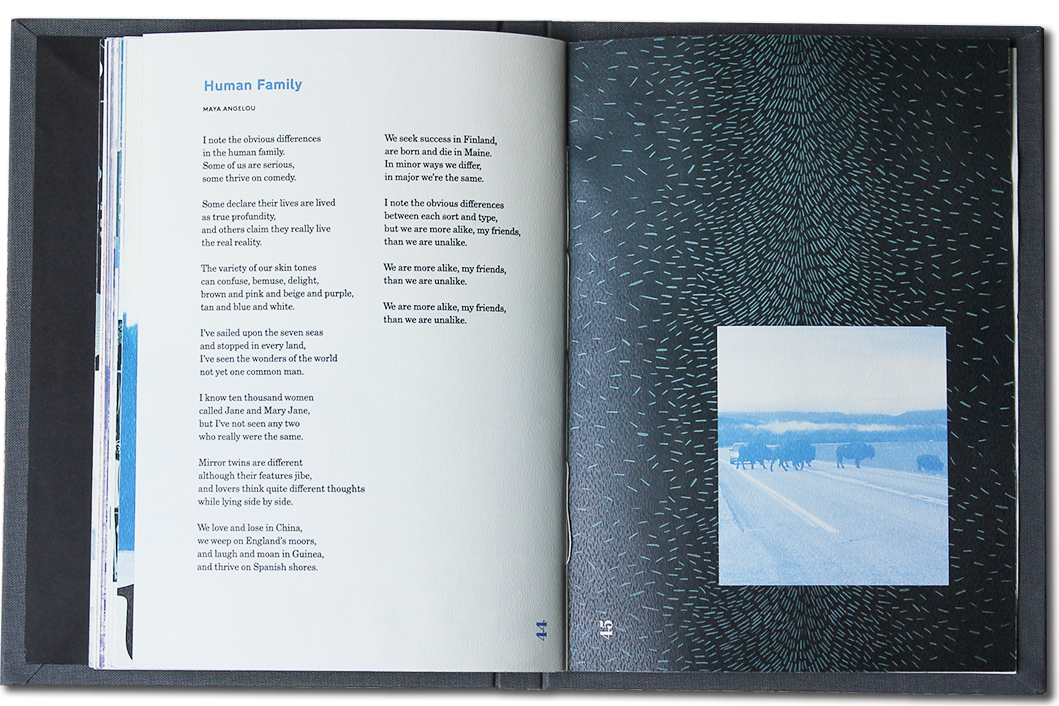 Human Family
MAYA ANGELOU
I note the obvious differences
in the human family.
Some of us are serious,
some thrive on comedy.
Some declare their lives are lived
as true profundity,
and others claim they really live
the real reality.
The variety of our skin tones
can confuse, bemuse, delight,
brown and pink and beige and purple,
tan and blue and white.
I've sailed upon the seven seas
and stopped in every land,
I've seen the wonders of the world
not yet one common man.
I know ten thousand women
called Jane and Mary Jane,
but I've not seen any two
who really were the same.
Mirror twins are different
although their features jibe,
and lovers think quite different thoughts
while lying side by side.
We love and lose in China,
we weep on England's moors,
and laugh and moan in Guinea,
and thrive on Spanish shores.
We seek success in Finland,
are born and die in Maine.
In minor ways we differ,
in major we're the same.
I note the obvious differences
between each sort and type,
but we are more alike, my friends,
than we are unalike.
We are more alike, my friends,
than we are unalike.
We are more alike, my friends,
than we are unalike.
44
45